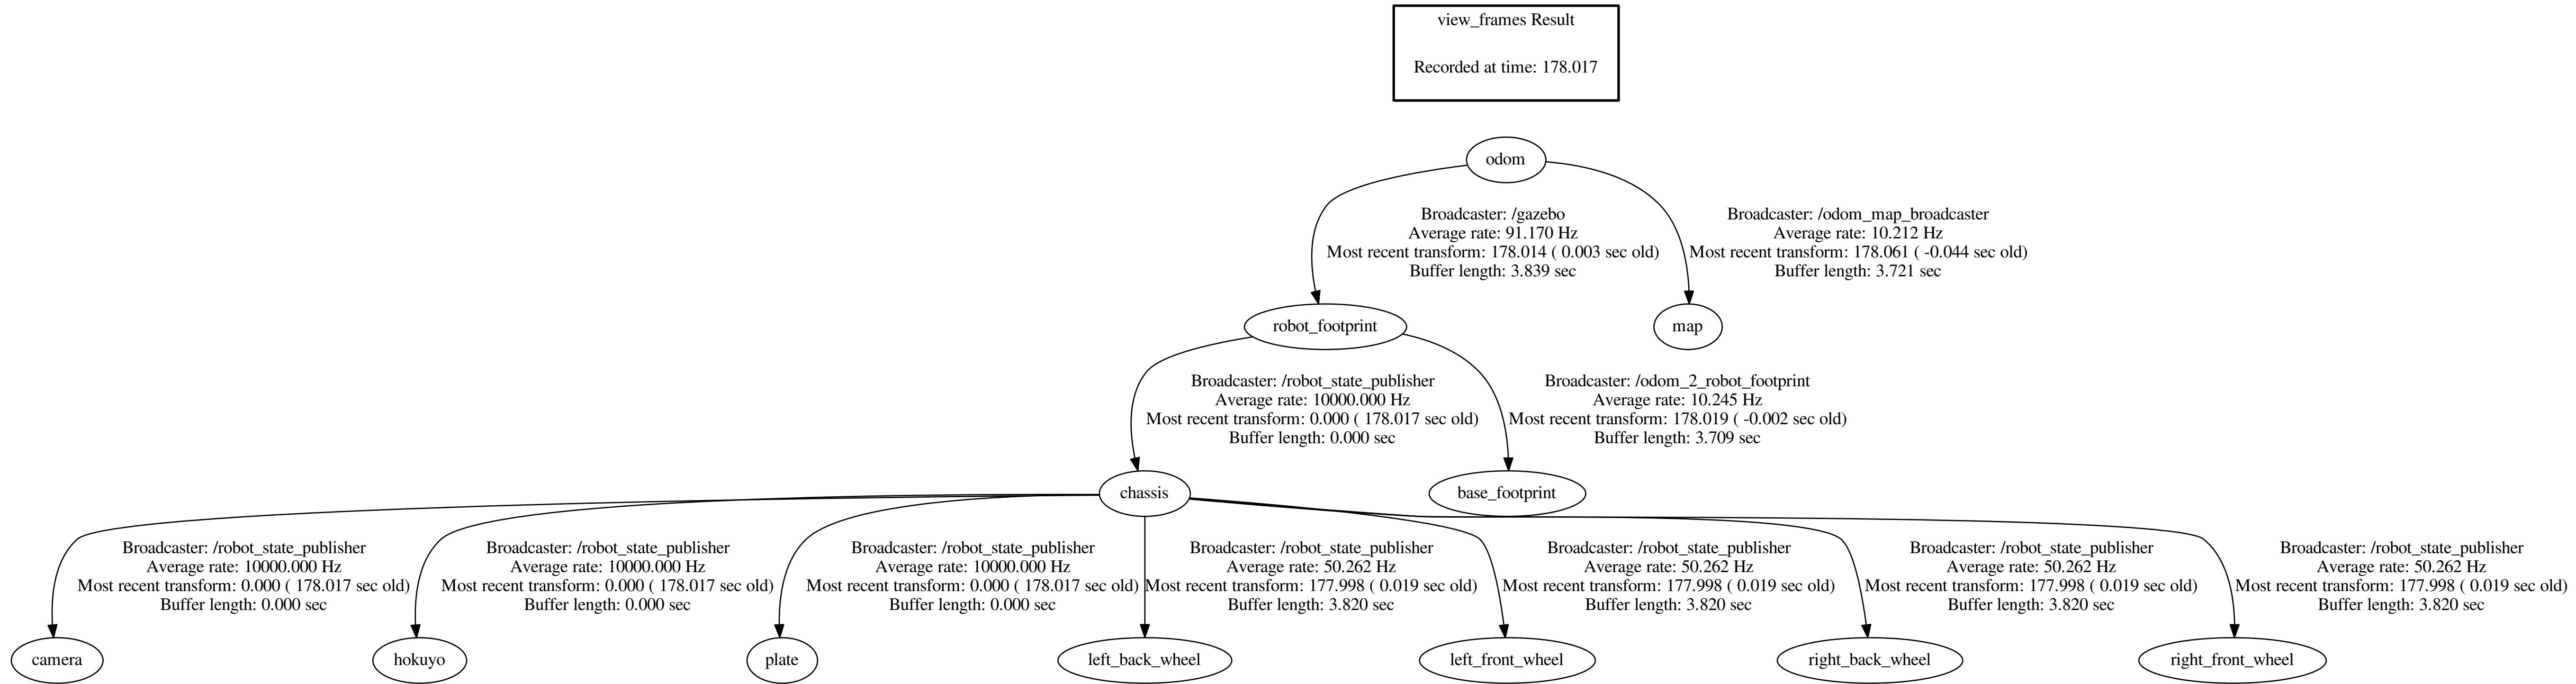 view_frames Result
Recorded at time: 178.017
odom
Broadcaster: /gazebo
Average rate: 91.170 Hz
Most recent transform: 178.014 ( 0.003 sec old)
Buffer length: 3.839 sec
Broadcaster: /odom_map_broadcaster
Average rate: 10.212 Hz
Most recent transform: 178.061 ( -0.044 sec old)
Buffer length: 3.721 sec
robot_footprint
map
Broadcaster: /robot_state_publisher
Average rate: 10000.000 Hz
Most recent transform: 0.000 ( 178.017 sec old)
Buffer length: 0.000 sec
Broadcaster: /odom_2_robot_footprint
Average rate: 10.245 Hz
Most recent transform: 178.019 ( -0.002 sec old)
Buffer length: 3.709 sec
chassis
base_footprint
Broadcaster: /robot_state_publisher
Average rate: 10000.000 Hz
Most recent transform: 0.000 ( 178.017 sec old)
Buffer length: 0.000 sec
Broadcaster: /robot_state_publisher
Average rate: 10000.000 Hz
Most recent transform: 0.000 ( 178.017 sec old)
Buffer length: 0.000 sec
Broadcaster: /robot_state_publisher
Average rate: 10000.000 Hz
Most recent transform: 0.000 ( 178.017 sec old)
Buffer length: 0.000 sec
Broadcaster: /robot_state_publisher
Average rate: 50.262 Hz
Most recent transform: 177.998 ( 0.019 sec old)
Buffer length: 3.820 sec
Broadcaster: /robot_state_publisher
Average rate: 50.262 Hz
Most recent transform: 177.998 ( 0.019 sec old)
Buffer length: 3.820 sec
Broadcaster: /robot_state_publisher
Average rate: 50.262 Hz
Most recent transform: 177.998 ( 0.019 sec old)
Buffer length: 3.820 sec
Broadcaster: /robot_state_publisher
Average rate: 50.262 Hz
Most recent transform: 177.998 ( 0.019 sec old)
Buffer length: 3.820 sec
camera
hokuyo
plate
left_back_wheel
left_front_wheel
right_back_wheel
right_front_wheel